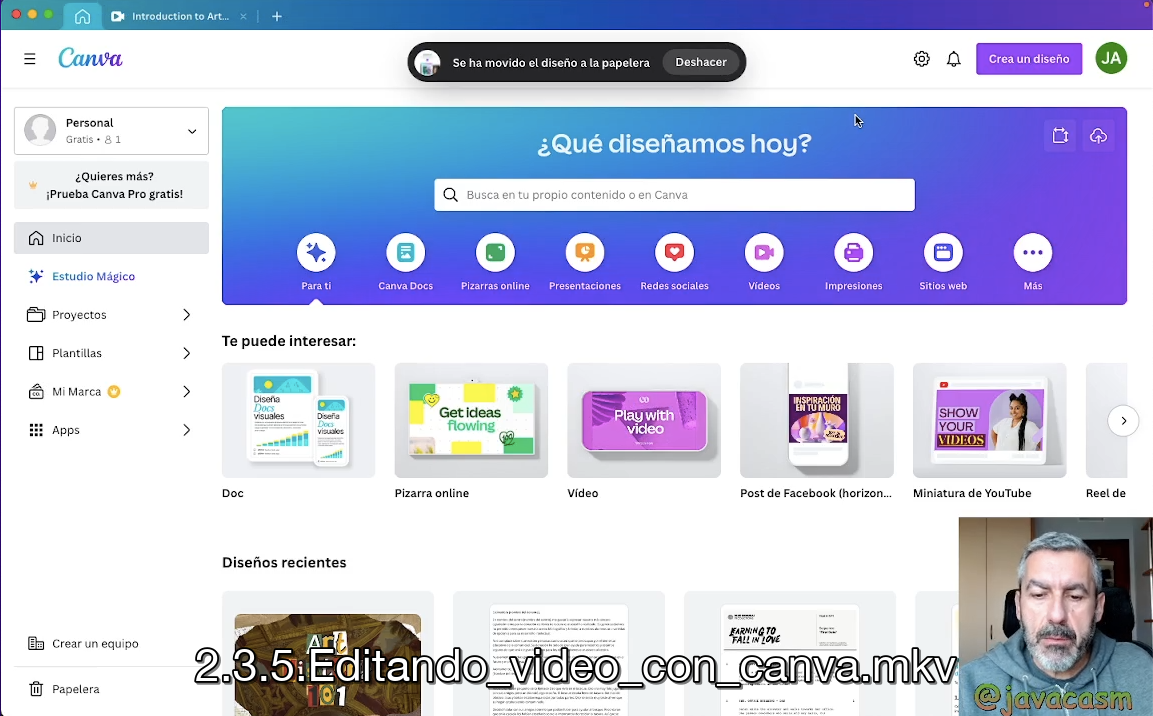 Introduction to Art...
Canva
Se ha movido el diseño a la papelera
Deshacer
Crea un diseño
JA
Personal
Gratis • 1
¿Quieres más?
¡Prueba Canva Pro gratis!
Inicio
Estudio Mágico
Proyectos
Plantillas
Mi Marca
Apps
Crear un equipo
Papelera
¿Qué diseñamos hoy?
Busca en tu propio contenido o en Canva
Para ti
Canva Docs
Pizarras online
Presentaciones
Redes sociales
Vídeos
Impresiones
Sitios web
Más
Te puede interesar:
Diseña
Docs
visuales
Diseña
Docs
visuales
Get ideas
flowing
Play with
video
INSPIRACIÓN
EN TU MURO
SHOW
YOUR
VIDEOS
Doc
Pizarra online
Vídeo
Post de Facebook (horizon...
Miniatura de YouTube
Reel de
Diseños recientes
Art
101
EARNING TO
FALL IN LOVE
2.3.5.Editando_video_con_canva.mkv
@javacasm